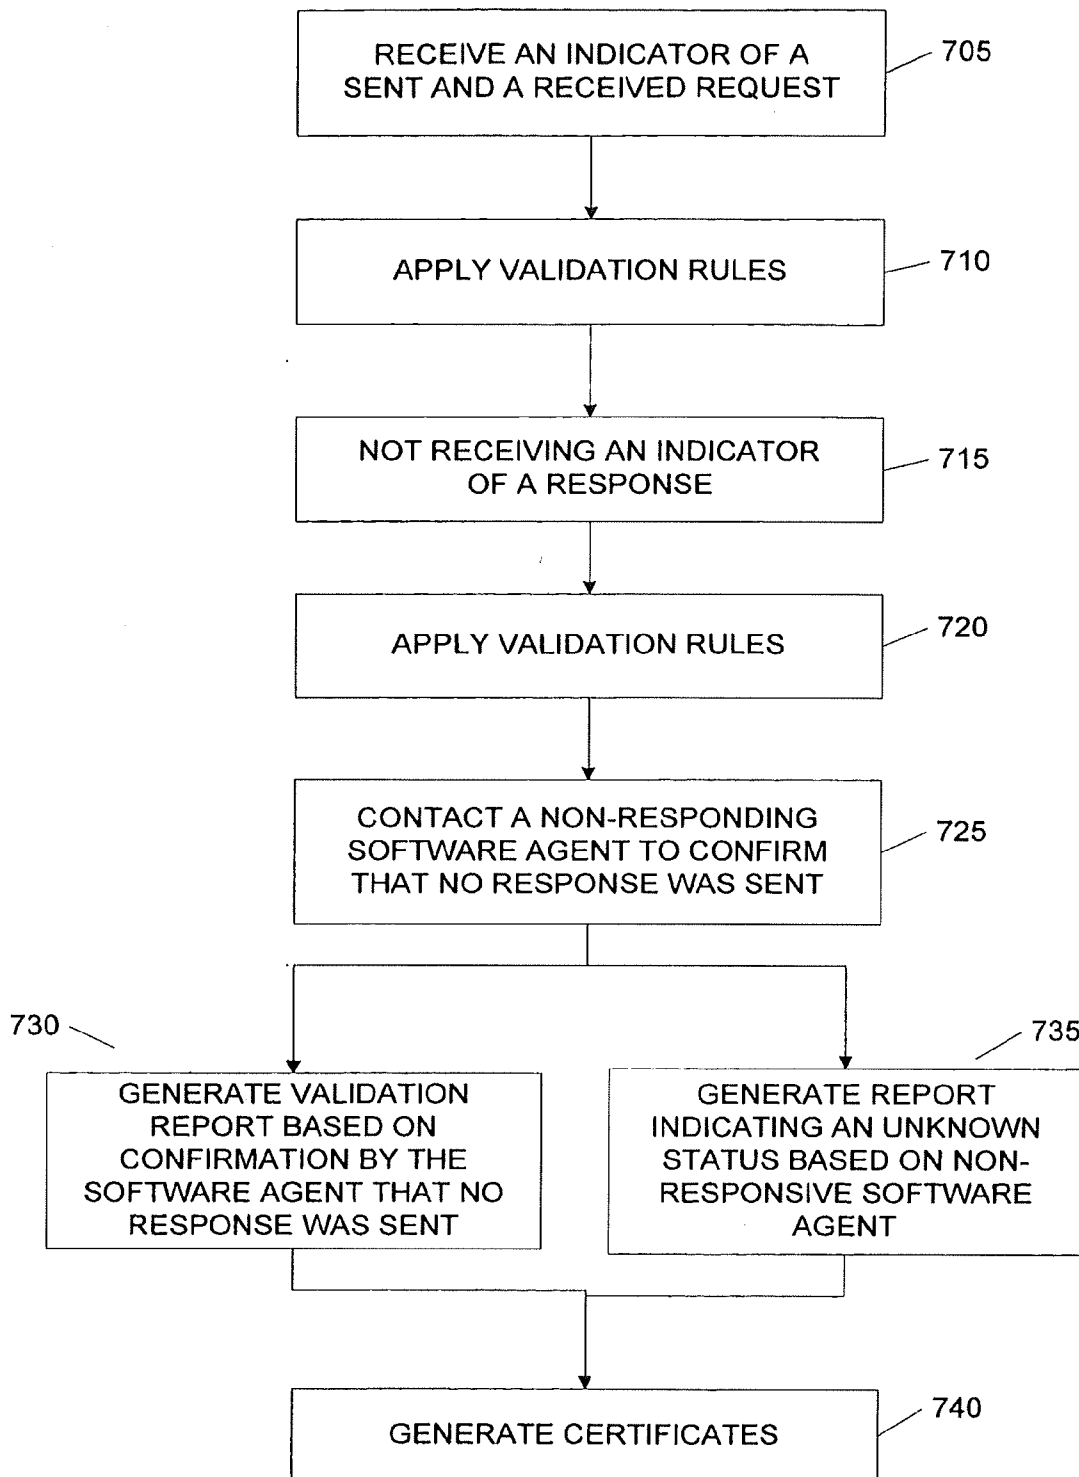 RECEIVE AN INDICATOR OF A
SENT AND A RECEIVED REQUEST
705
APPLY VALIDATION RULES
710
NOT RECEIVING AN INDICATOR
OF A RESPONSE
715
APPLY VALIDATION RULES
720
CONTACT A NON-RESPONDING
SOFTWARE AGENT TO CONFIRM
THAT NO RESPONSE WAS SENT
725
730
GENERATE VALIDATION
REPORT BASED ON
CONFIRMATION BY THE
SOFTWARE AGENT THAT NO
RESPONSE WAS SENT
735
GENERATE REPORT
INDICATING AN UNKNOWN
STATUS BASED ON NON-
RESPONSIVE SOFTWARE
AGENT
GENERATE CERTIFICATES
740